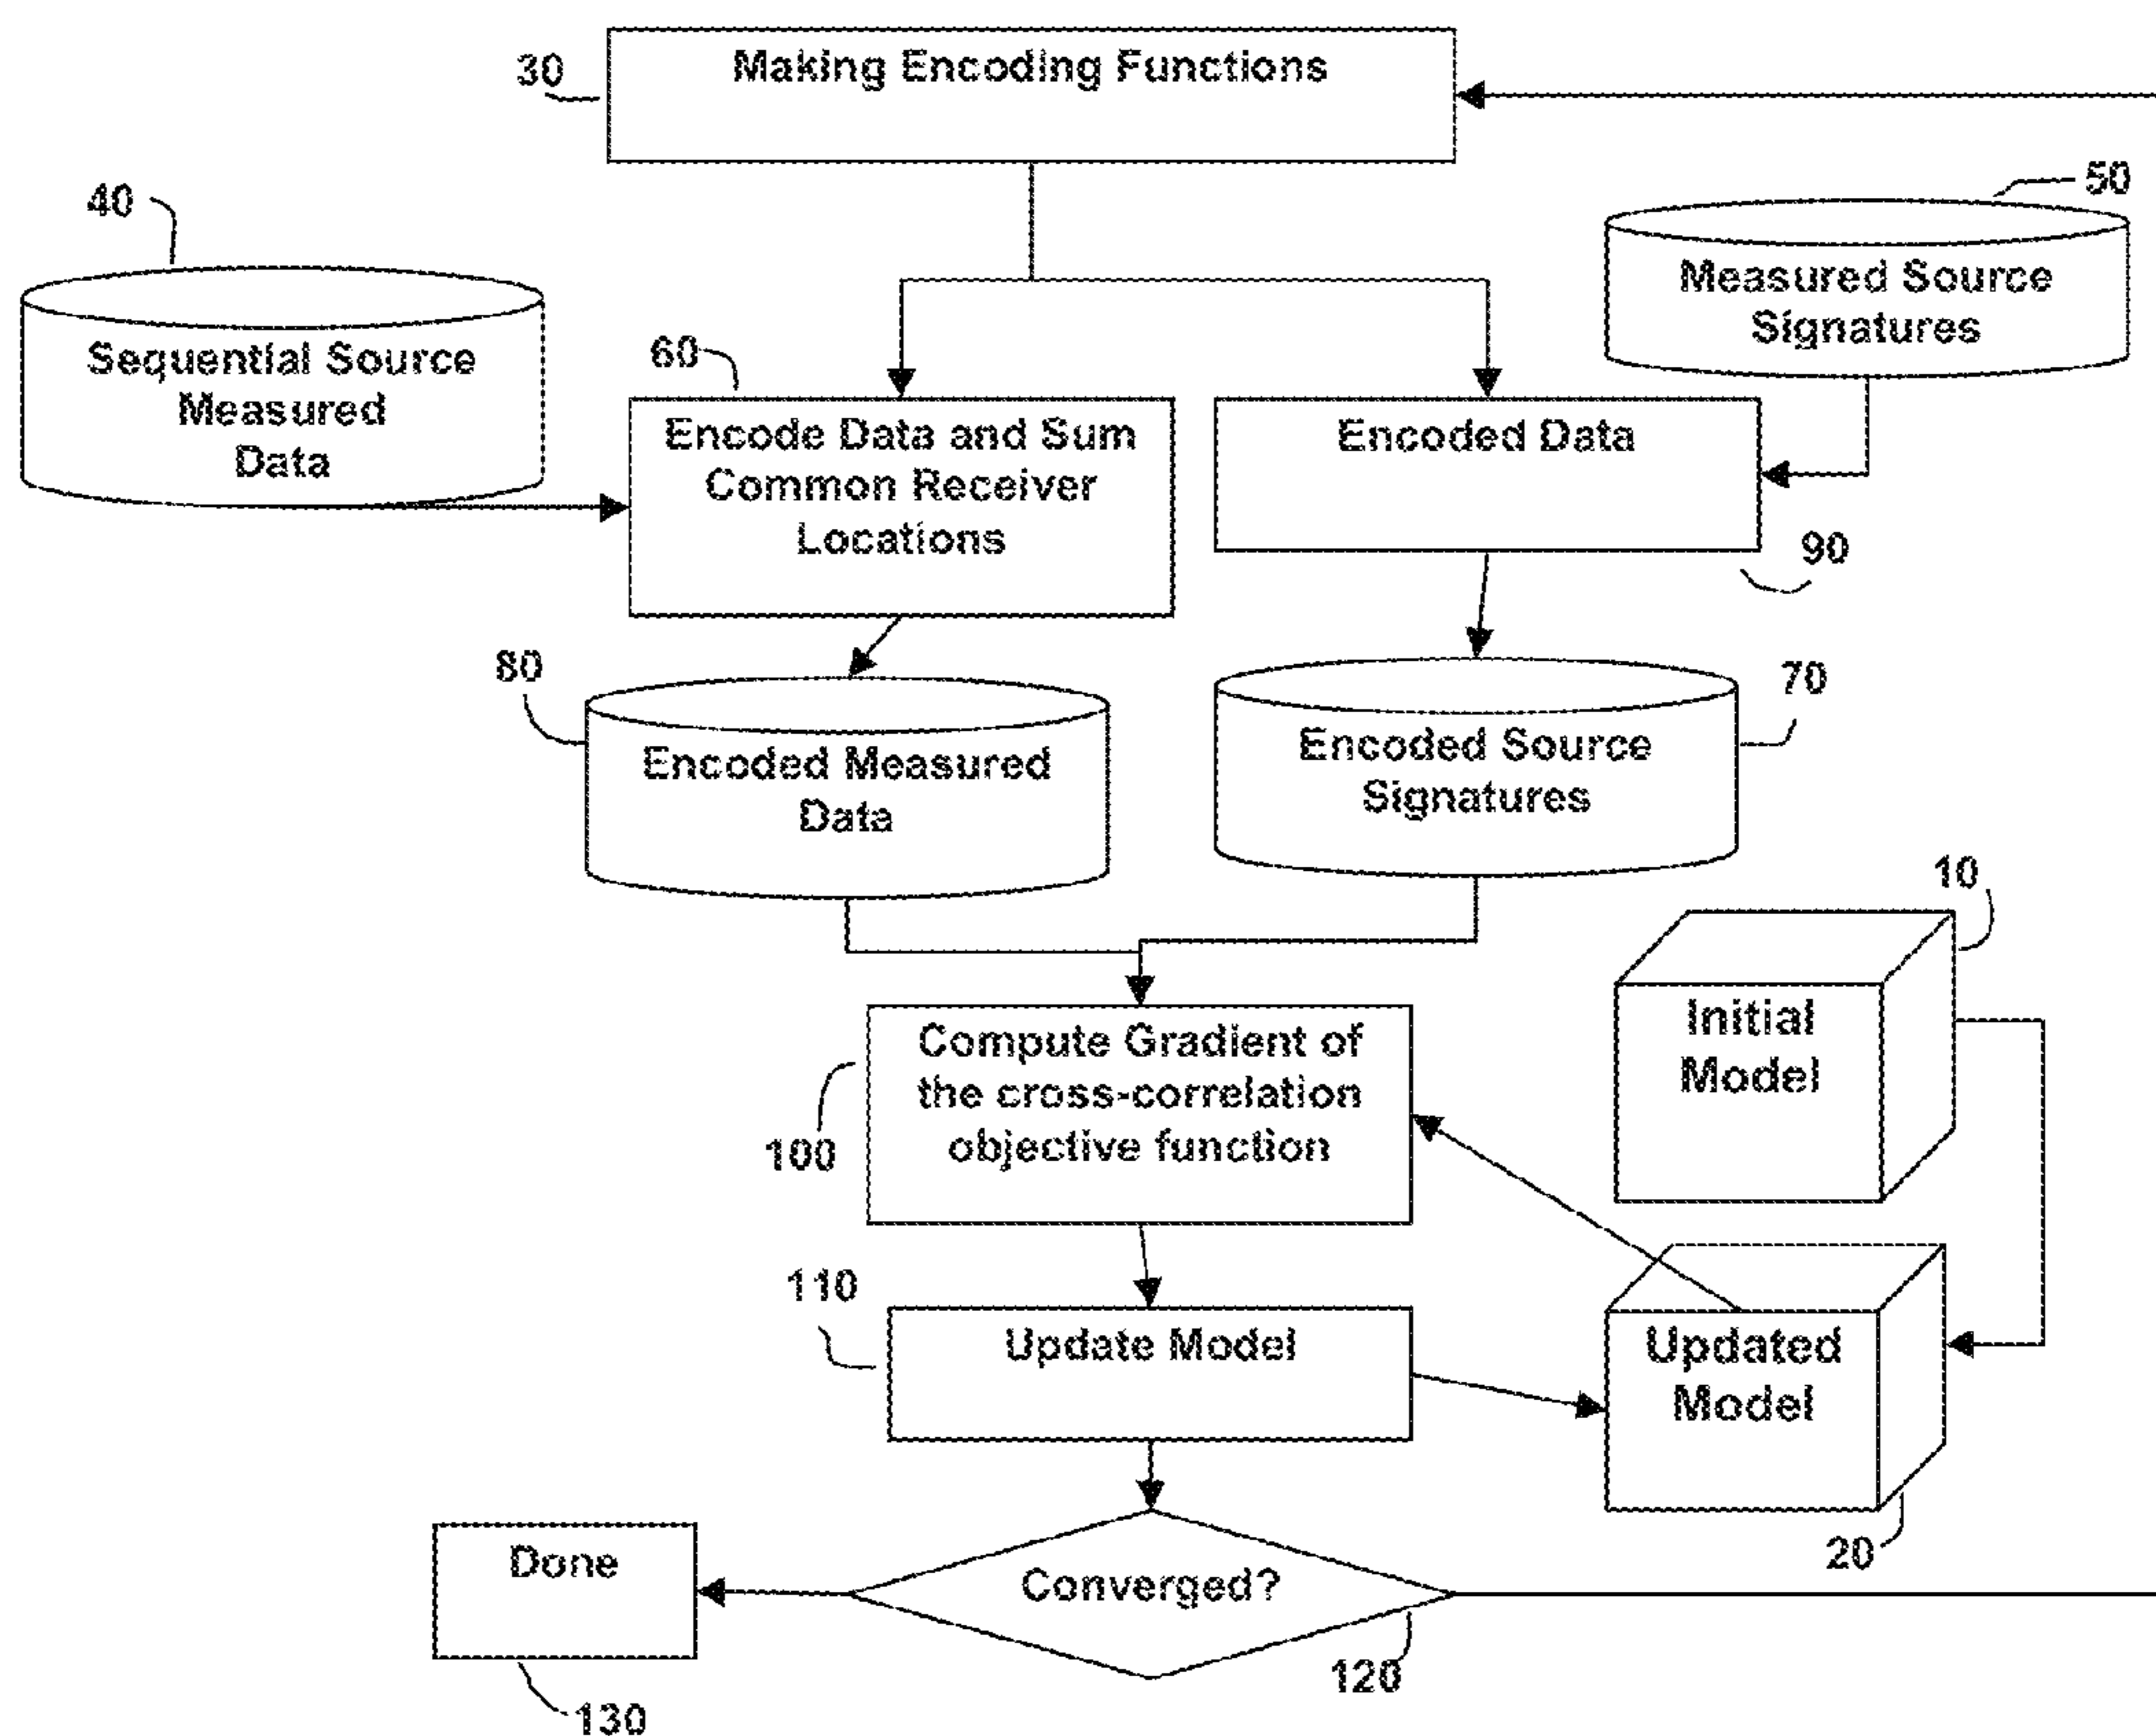 30
Making Encoding Functions
40
50
Sequential Source
Measured
Data
Measured Source
Signatures
60
Encode Data and Sum
Common Receiver
Locations
Encoded Data
90
80
Encoded Measured
Data
70
Encoded Source
Signatures
10
Initial
Model
100
Compute Gradient of
the cross-correlation
objective function
110
Update Model
Updated
Model
20
Done
130
Converged?
120